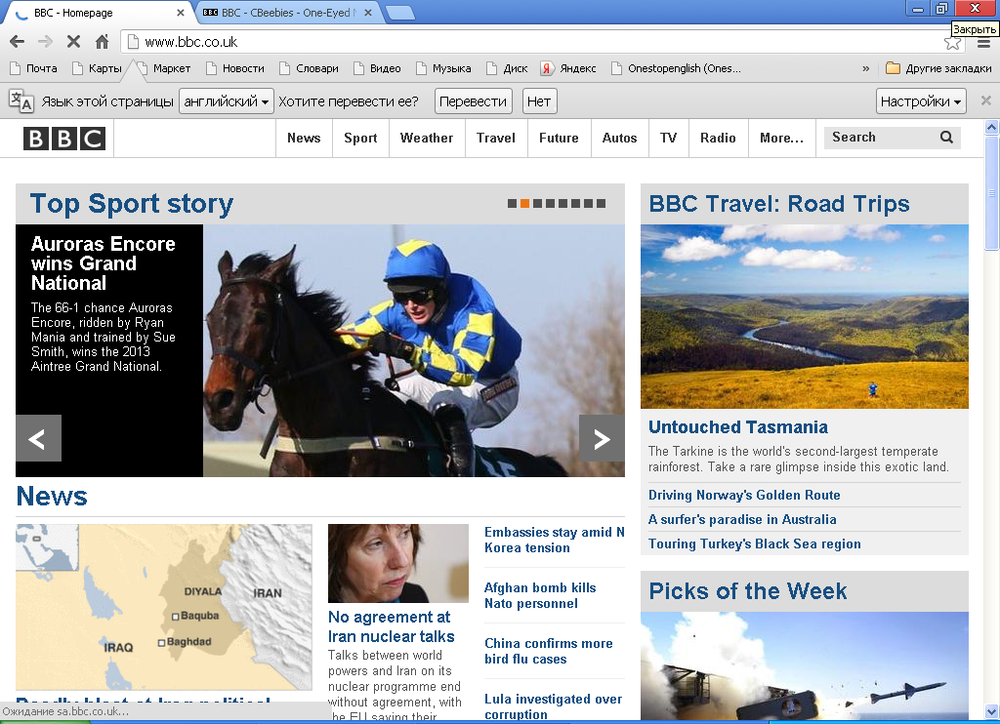 BBC - Homepage
BBC - CBeebies - One-Eyed
Закрыть
www.bbc.co.uk
Почта Карты Маркет Новости Словари Видео Музыка Диск Яндекс Onestopenglish (Ones... » Другие закладки
Язык этой страницы английский Хотите перевести ее? Перевести Нет Настройки
BBC News Sport Weather Travel Future Autos TV Radio More... Search
Top Sport story
Auroras Encore
wins Grand
National
The 66-1 chance Auroras
Encore, ridden by Ryan
Mania and trained by Sue
Smith, wins the 2013
Aintree Grand National.
BBC Travel: Road Trips
Untouched Tasmania
The Tarkine is the world's second-largest temperate
rainforest. Take a rare glimpse inside this exotic land.
Driving Norway's Golden Route
A surfer's paradise in Australia
Touring Turkey's Black Sea region
News
DIYALA
IRAN
Baquba
Baghdad
IRAQ
No agreement at
Iran nuclear talks
Talks between world
powers and Iran on its
nuclear programme end
without agreement, with
the EU saying their
Embassies stay amid N
Korea tension
Afghan bomb kills
Nato personnel
China confirms more
bird flu cases
Lula investigated over
corruption
Picks of the Week
Deadly blast at Iraq political
Ожидание sa.bbc.co.uk...